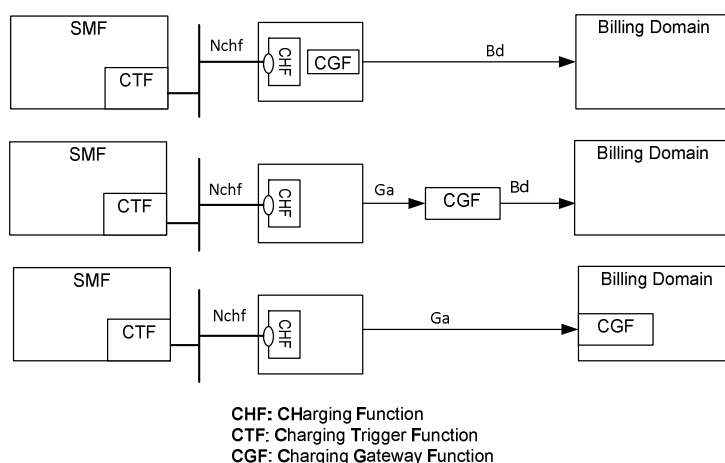 SMF
CTF
Nchf
CHF
CGF
Bd
Billing Domain
SMF
CTF
Nchf
CHF
Ga
CGF
Bd
Billing Domain
SMF
CTF
Nchf
CHF
Ga
CGF
Billing Domain
CHF: CHarging Function
CTF: Charging Trigger Function
CGF: Charging Gateway Function